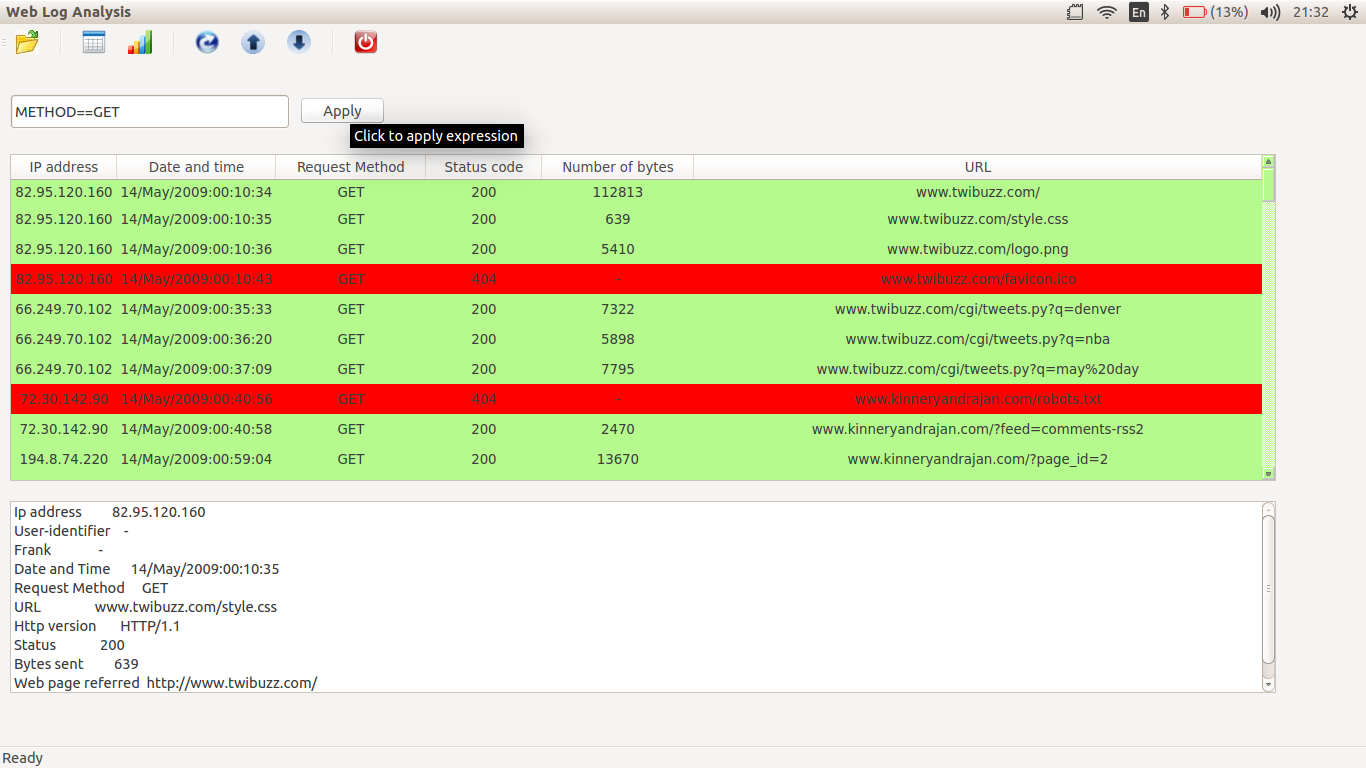 Web Log Analysis En (13%) 21:32
METHOD==GET Apply
Click to apply expression
IP address Date and time Request Method Status code Number of bytes URL
82.95.120.160 14/May/2009:00:10:34 GET 200 112813 www.twibuzz.com/
82.95.120.160 14/May/2009:00:10:35 GET 200 639 www.twibuzz.com/style.css
82.95.120.160 14/May/2009:00:10:36 GET 200 5410 www.twibuzz.com/logo.png
82.95.120.160 14/May/2009:00:10:43 GET 404 - www.twibuzz.com/favicon.ico
66.249.70.102 14/May/2009:00:35:33 GET 200 7322 www.twibuzz.com/cgi/tweets.py?q=denver
66.249.70.102 14/May/2009:00:36:20 GET 200 5898 www.twibuzz.com/cgi/tweets.py?q=nba
66.249.70.102 14/May/2009:00:37:09 GET 200 7795 www.twibuzz.com/cgi/tweets.py?q=may%20day
72.30.142.90 14/May/2009:00:40:56 GET 404 - www.kinneryandrajan.com/robots.txt
72.30.142.90 14/May/2009:00:40:58 GET 200 2470 www.kinneryandrajan.com/?feed=comments-rss2
194.8.74.220 14/May/2009:00:59:04 GET 200 13670 www.kinneryandrajan.com/?page_id=2
Ip address 82.95.120.160
User-identifier -
Frank -
Date and Time 14/May/2009:00:10:35
Request Method GET
URL www.twibuzz.com/style.css
Http version HTTP/1.1
Status 200
Bytes sent 639
Web page referred http://www.twibuzz.com/
Ready